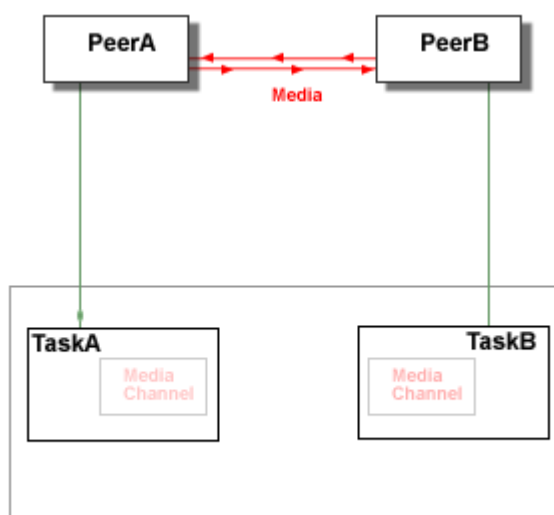 PeerA
PeerB
Media
TaskA
TaskB
Media
Channel
Media
Channel